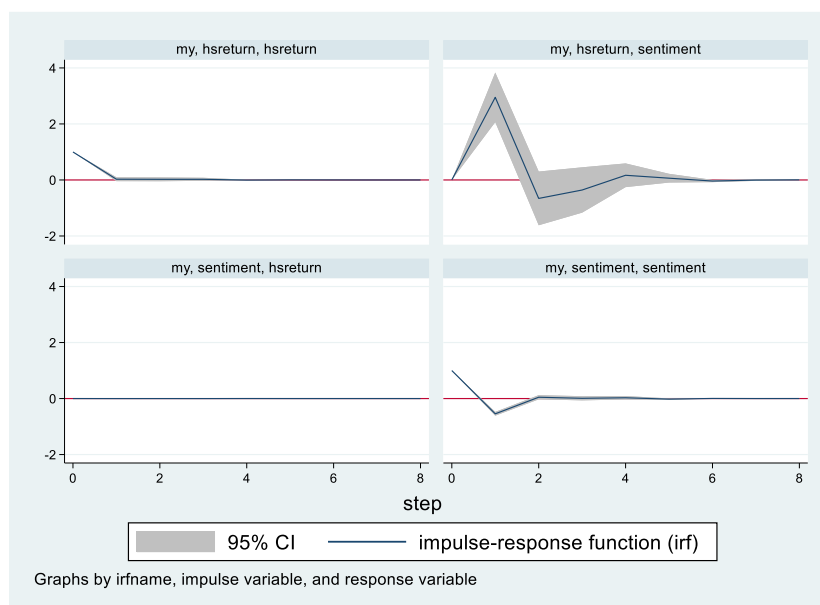 my, hsreturn, hsreturn
my, hsreturn, sentiment
4
2
0
-2
my, sentiment, hsreturn
my, sentiment, sentiment
4
2
0
-2
0 2 4 6 8
0 2 4 6 8
step
95% CI
impulse-response function (irf)
Graphs by irfname, impulse variable, and response variable